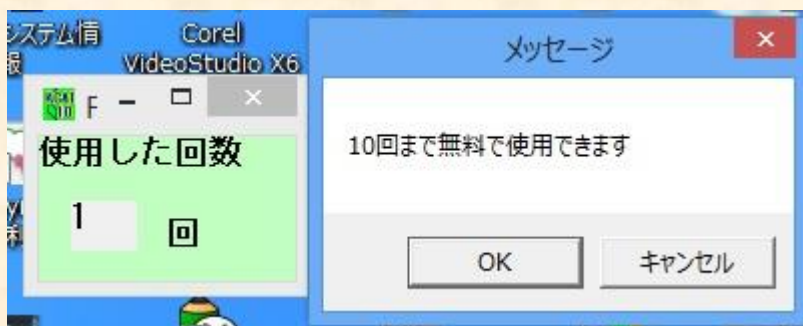 システム情
報
Corel
VideoStudio X6
F
使用した回数
1
回
メッセージ
10回まで無料で使用できます
OK
キャンセル